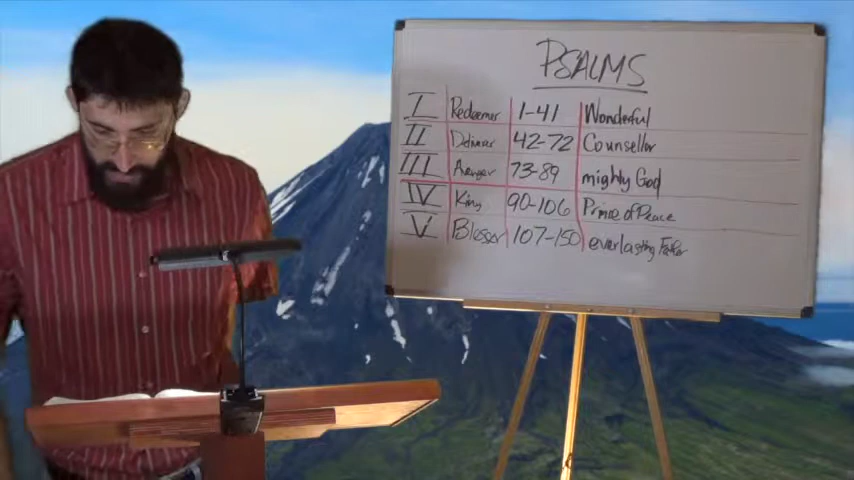 PSALMS
I Redeemer 1-41 Wonderful
II Deliverer 42-72 Counsellor
III Avenger 73-89 mighty God
IV King 90-106 Prince of Peace
V Blessor 107-150 everlasting Father